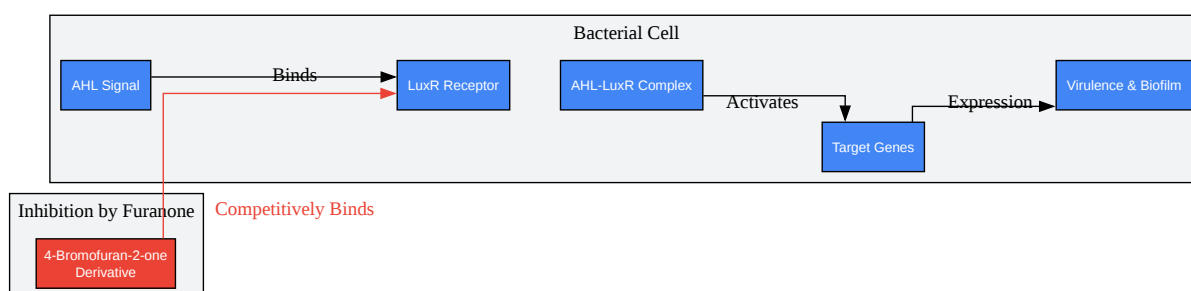 Bacterial Cell
AHL Signal
Binds
LuxR Receptor
AHL-LuxR Complex
Activates
Target Genes
Expression
Virulence & Biofilm
Inhibition by Furanone
Competitively Binds
4-Bromofuran-2-one
Derivative